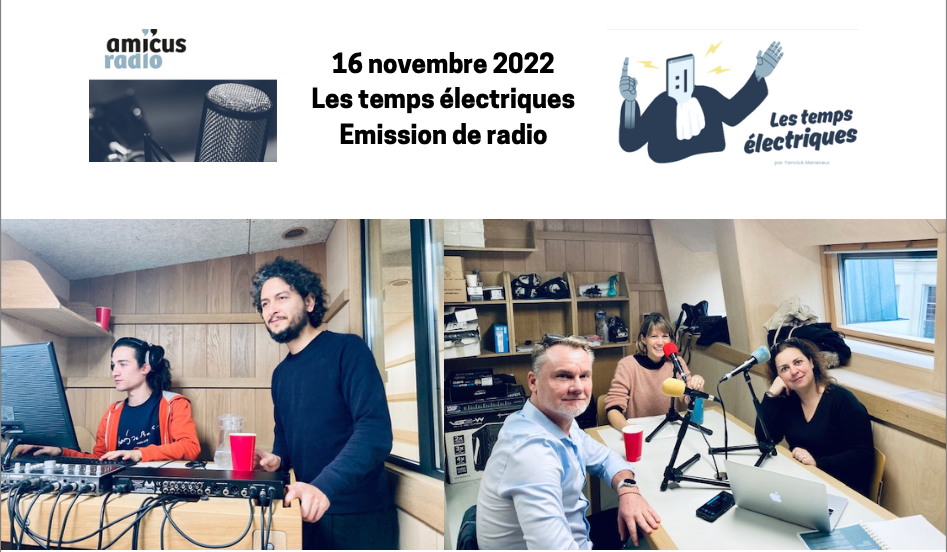 amicus
radio
16 novembre 2022
Les temps électriques
Emission de radio
Les temps
électriques
par Yannick Meneceur